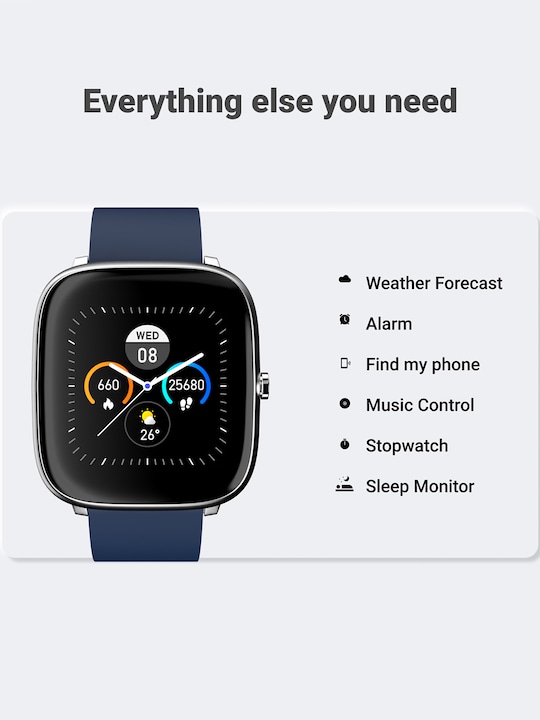 Everything else you need
WED
08
660
25680
26°
Weather Forecast
Alarm
Find my phone
Music Control
Stopwatch
Sleep Monitor